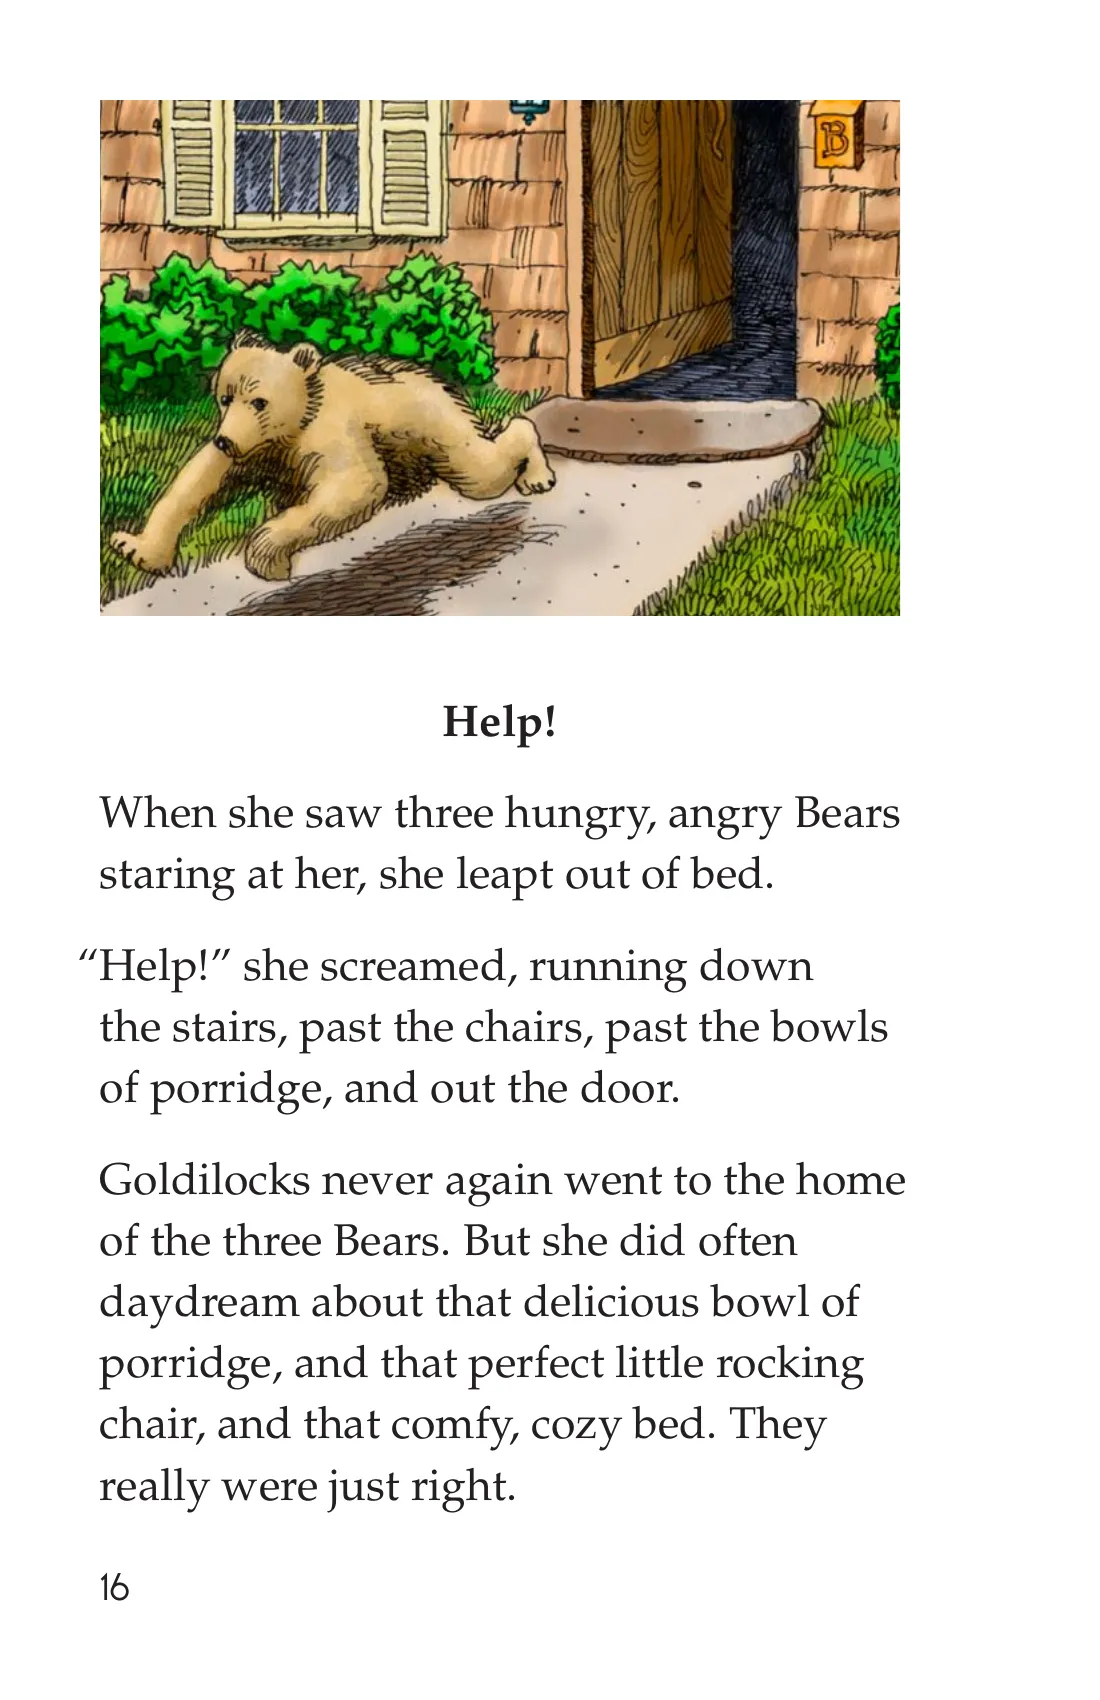 B
Help!
When she saw three hungry, angry Bears
staring at her, she leapt out of bed.
“Help!” she screamed, running down
the stairs, past the chairs, past the bowls
of porridge, and out the door.
Goldilocks never again went to the home
of the three Bears. But she did often
daydream about that delicious bowl of
porridge, and that perfect little rocking
chair, and that comfy, cozy bed. They
really were just right.
16